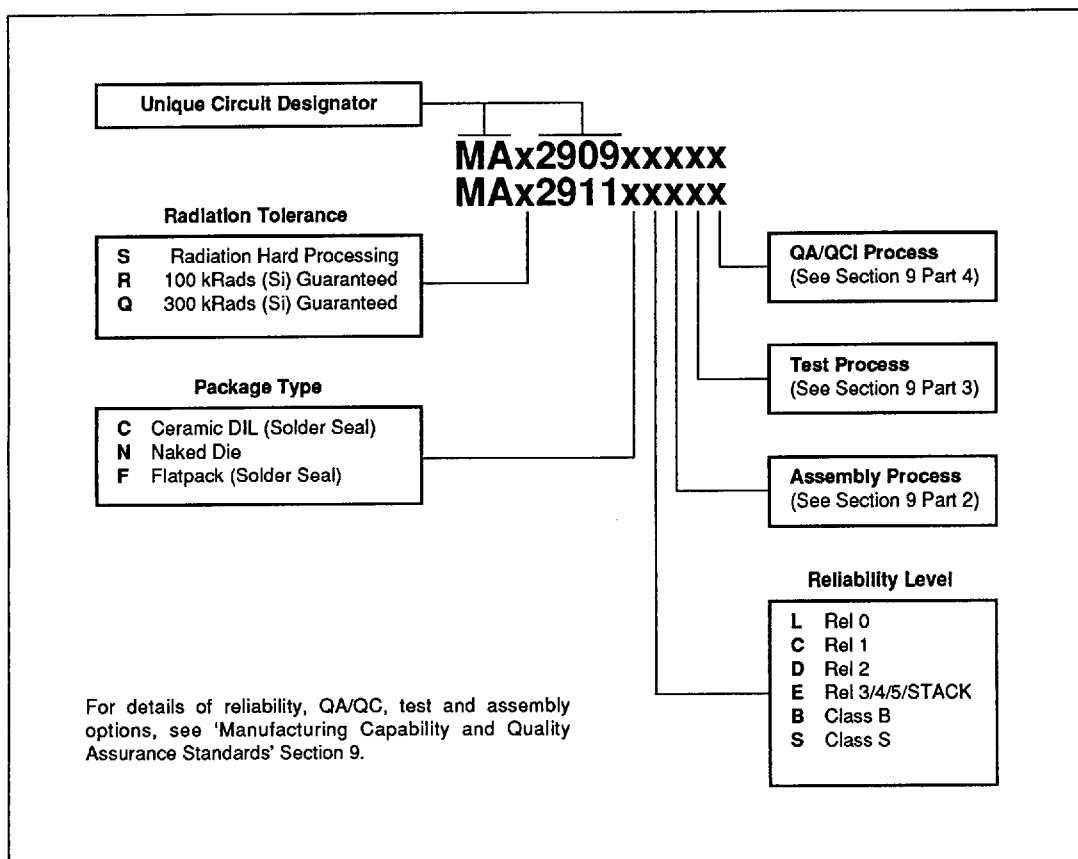 Unique Circuit Designator
MAx2909xxxxx
MAx2911xxxxx
Radiation Tolerance
S Radiation Hard Processing
R 100 kRads (Si) Guaranteed
Q 300 kRads (Si) Guaranteed
Package Type
C Ceramic DIL (Solder Seal)
N Naked Die
F Flatpack (Solder Seal)
QA/QCI Process
(See Section 9 Part 4)
Test Process
(See Section 9 Part 3)
Assembly Process
(See Section 9 Part 2)
Reliability Level
L Rel 0
C Rel 1
D Rel 2
E Rel 3/4/5/STACK
B Class B
S Class S
For details of reliability, QA/QC, test and assembly
options, see 'Manufacturing Capability and Quality
Assurance Standards' Section 9.